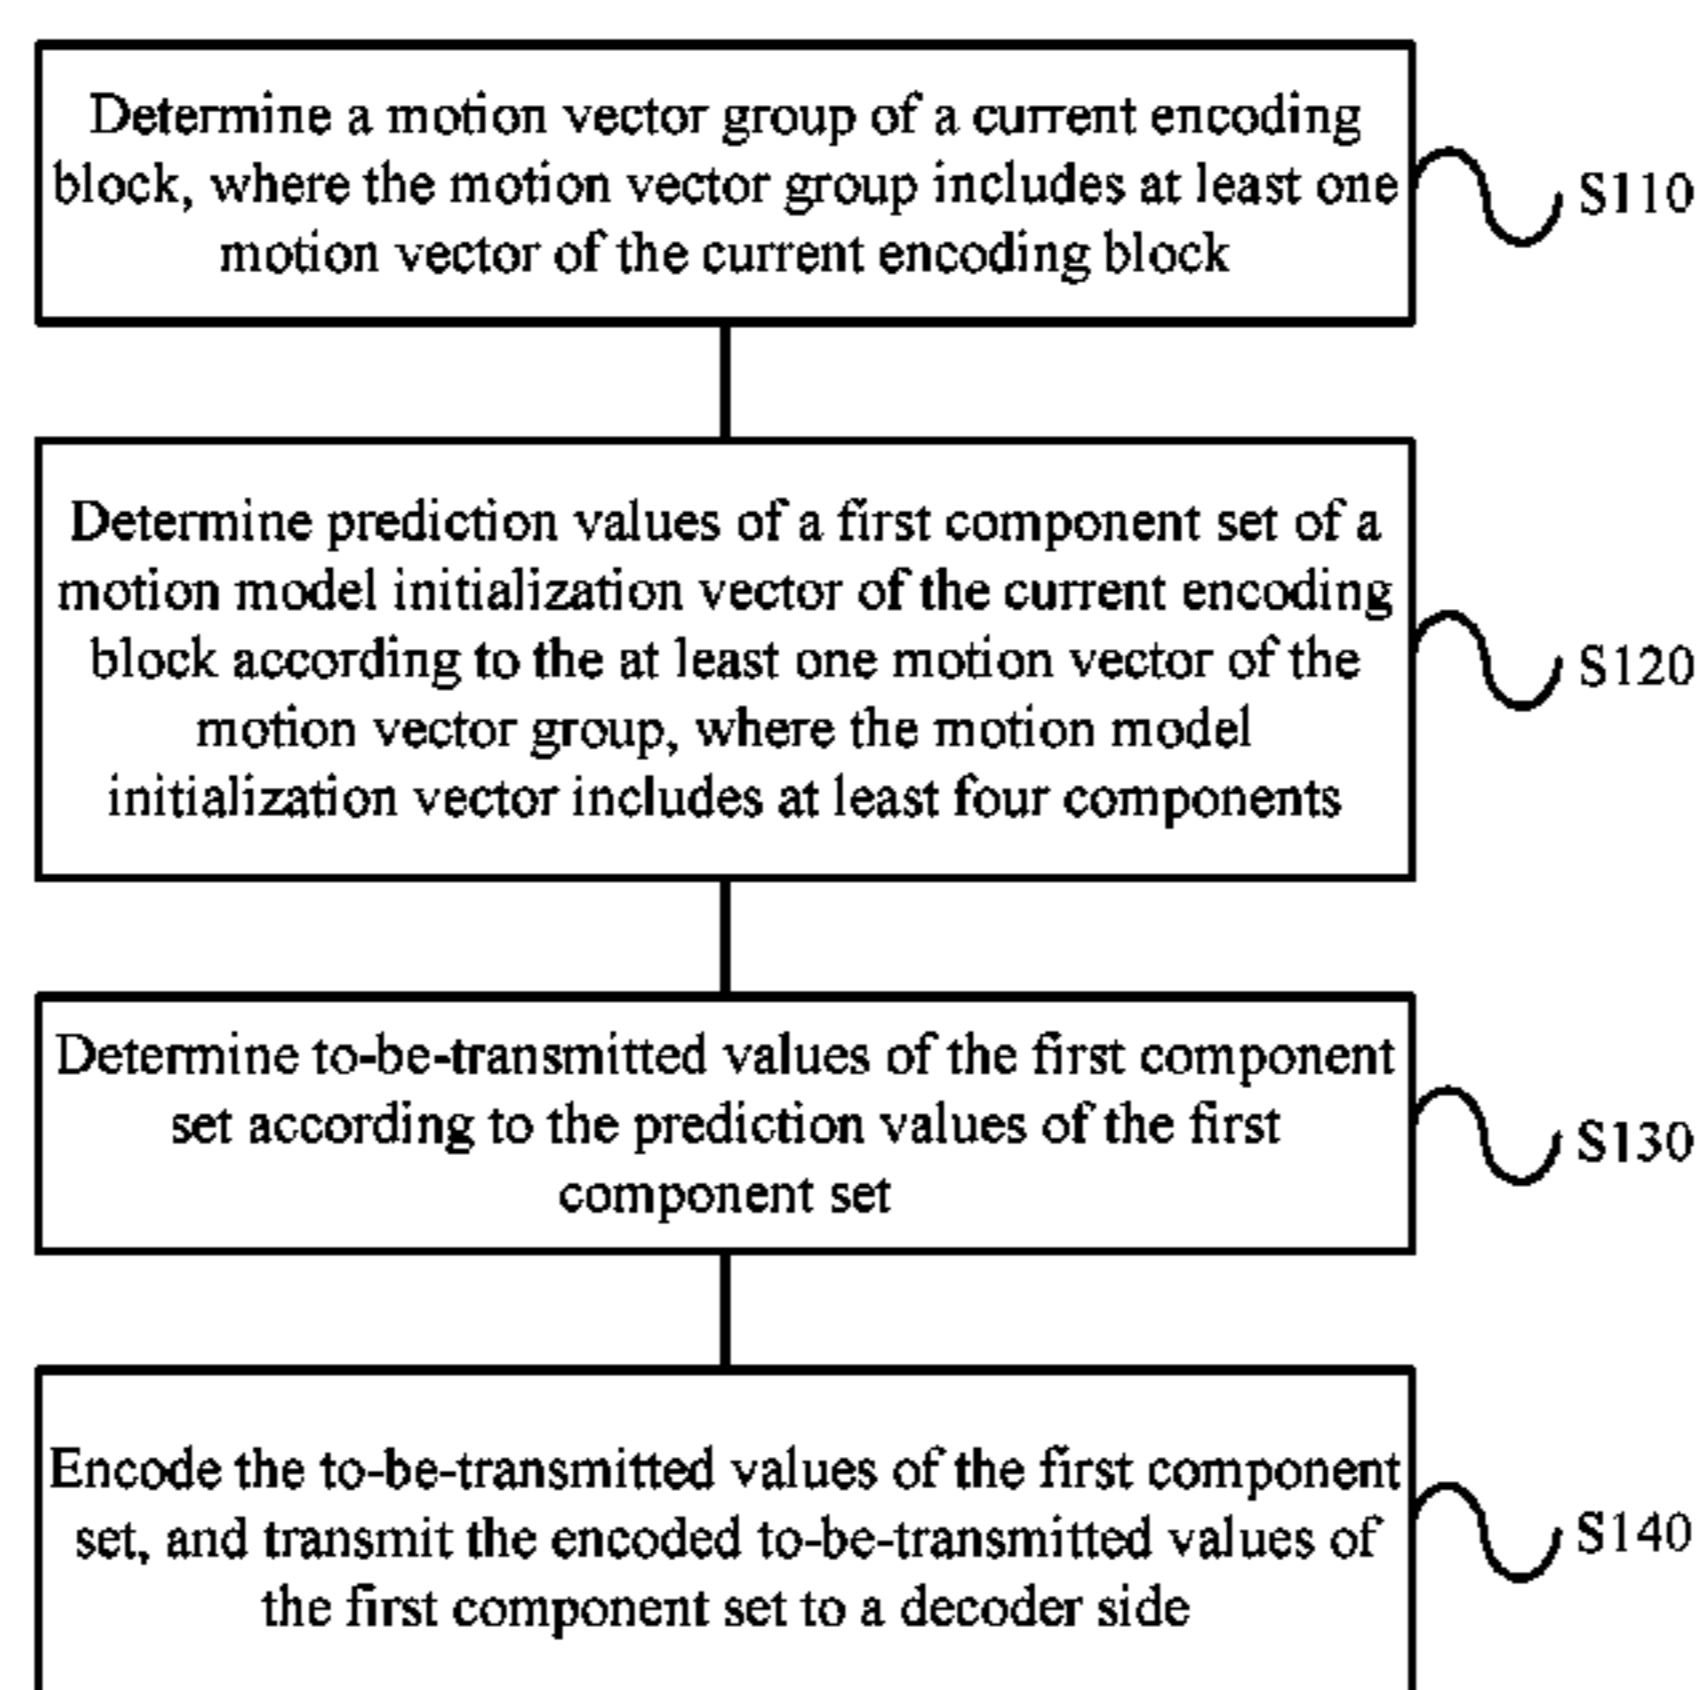 Determine a motion vector group of a current encoding
block, where the motion vector group includes at least one
motion vector of the current encoding block
S110
Determine prediction values of a first component set of a
motion model initialization vector of the current encoding
block according to the at least one motion vector of the
motion vector group, where the motion model
initialization vector includes at least four components
S120
Determine to-be-transmitted values of the first component
set according to the prediction values of the first
component set
S130
Encode the to-be-transmitted values of the first component
set, and transmit the encoded to-be-transmitted values of
the first component set to a decoder side
S140